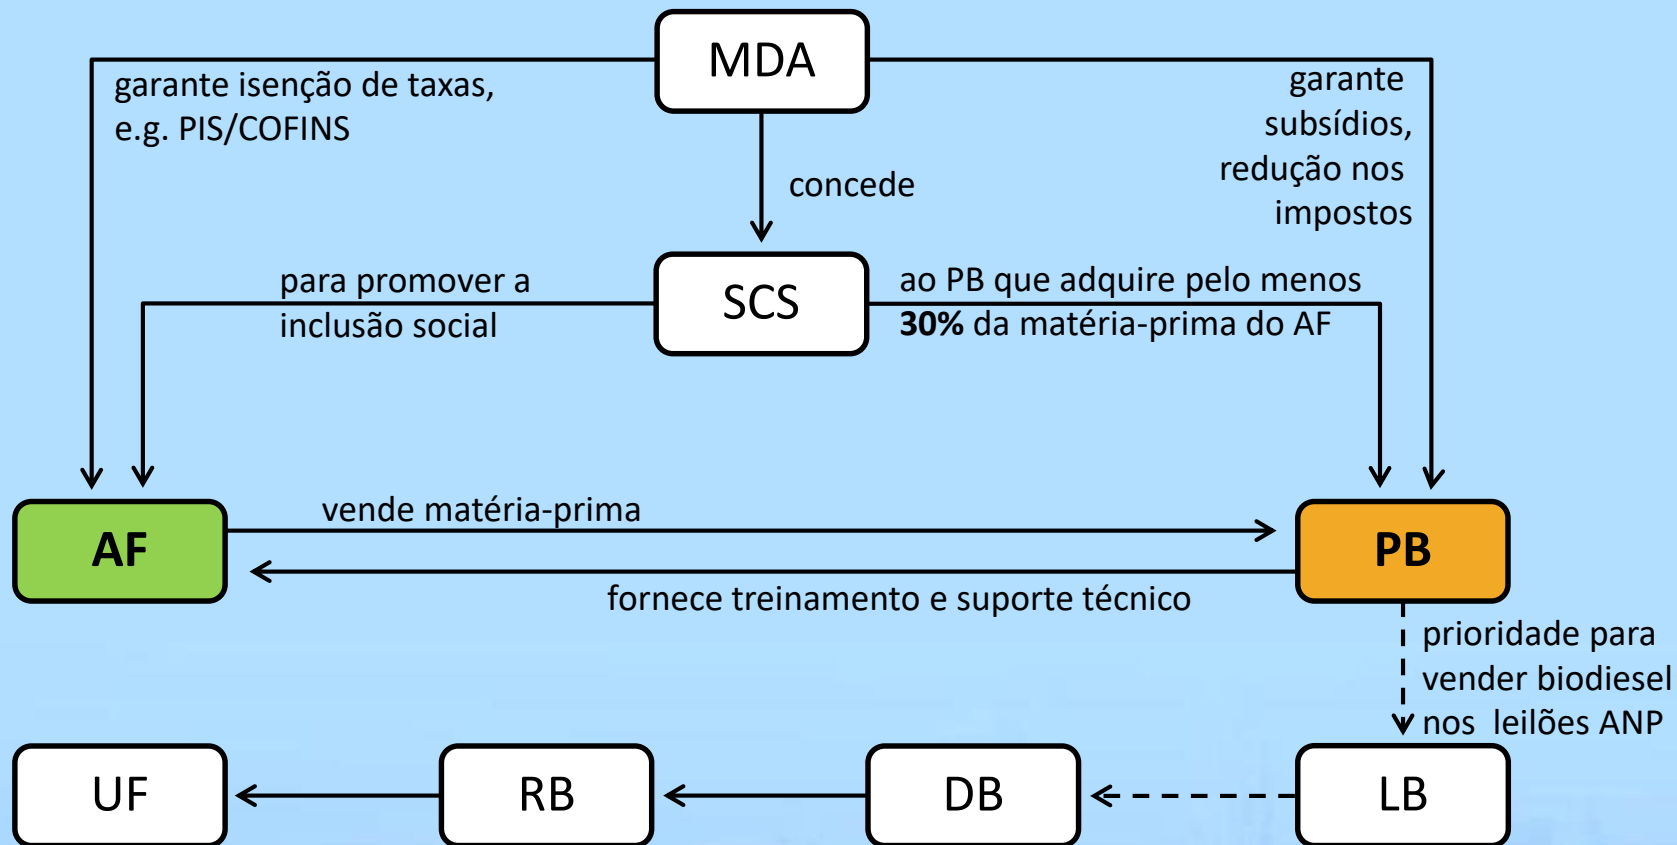 MDA
garante isenção de taxas,
e.g. PIS/COFINS
garante
subsídios,
redução nos
impostos
concede
SCS
para promover a
inclusão social
ao PB que adquire pelo menos
30% da matéria-prima do AF
AF
vende matéria-prima
PB
fornece treinamento e suporte técnico
prioridade para
vender biodiesel
nos leilões ANP
UF
RB
DB
LB